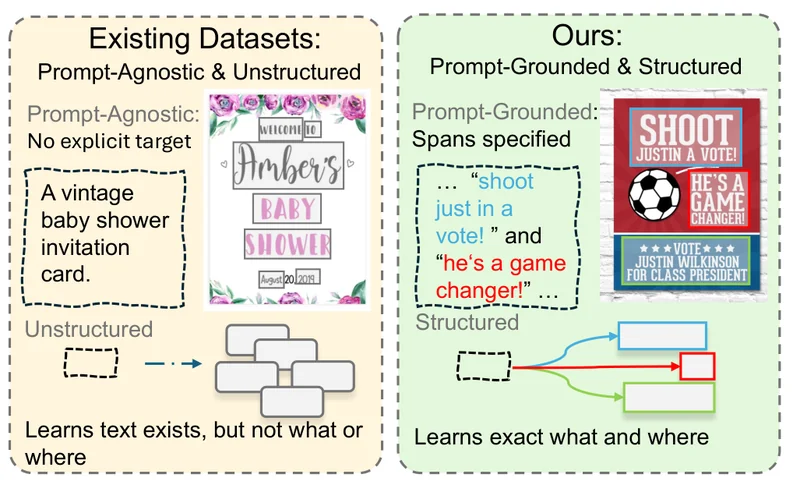 Existing Datasets:
Prompt-Agnostic & Unstructured
Prompt-Agnostic:
No explicit target
A vintage
baby shower
invitation
card.
WELCOME TO
Amber's
BABY
SHOWER
August 20, 2019
Unstructured
Learns text exists, but not what or
where
Ours:
Prompt-Grounded & Structured
Prompt-Grounded:
Spans specified
… “shoot
just in a
vote! ” and
“he‘s a game
changer!” …
SHOOT
JUSTIN A VOTE!
HE'S A
GAME
CHANGER!
VOTE
JUSTIN WILKINSON
FOR CLASS PRESIDENT
Structured
Learns exact what and where